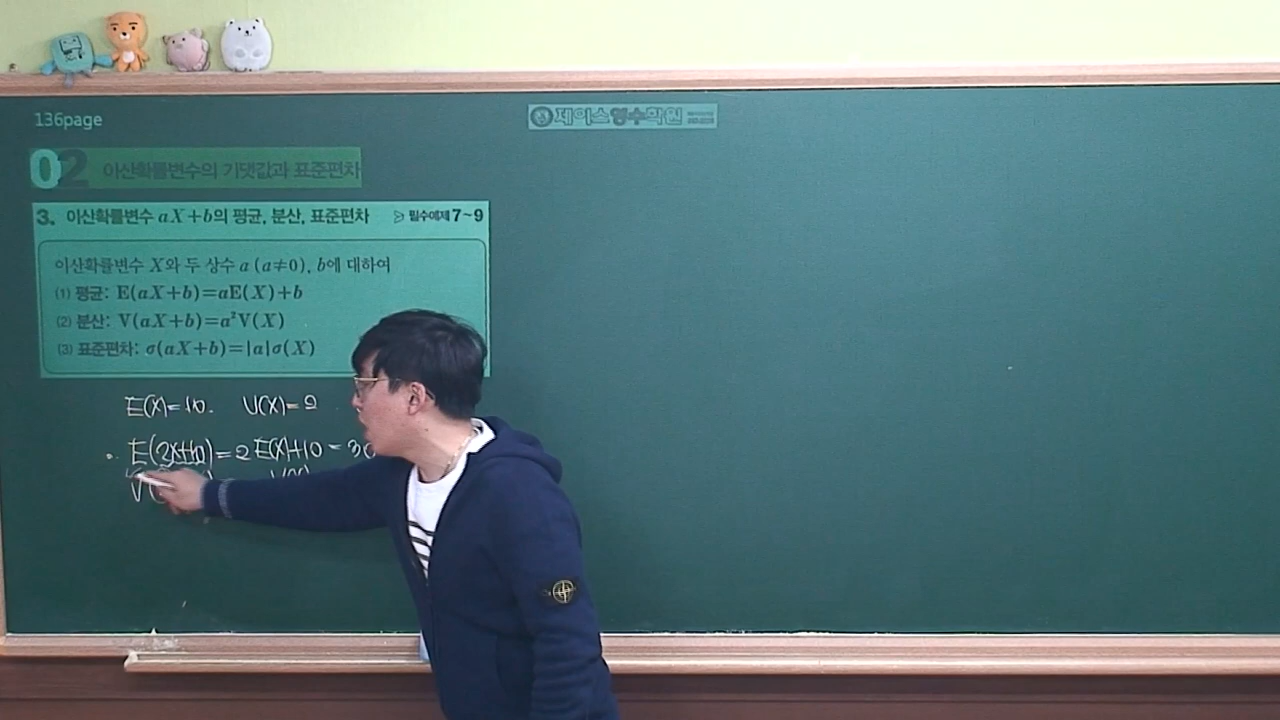 136page
제이스영수학원
02 이산확률변수의 기댓값과 표준편차
3. 이산확률변수 aX+b의 평균, 분산, 표준편차 필수예제 7~9
이산확률변수 X와 두 상수 a (a≠0), b에 대하여
(1) 평균: E(aX+b)=aE(X)+b
(2) 분산: V(aX+b)=a²V(X)
(3) 표준편차: σ(aX+b)=|a|σ(X)
E(X)=10. V(X)=2
E(2X+10)=2E(X)+10=30
V(